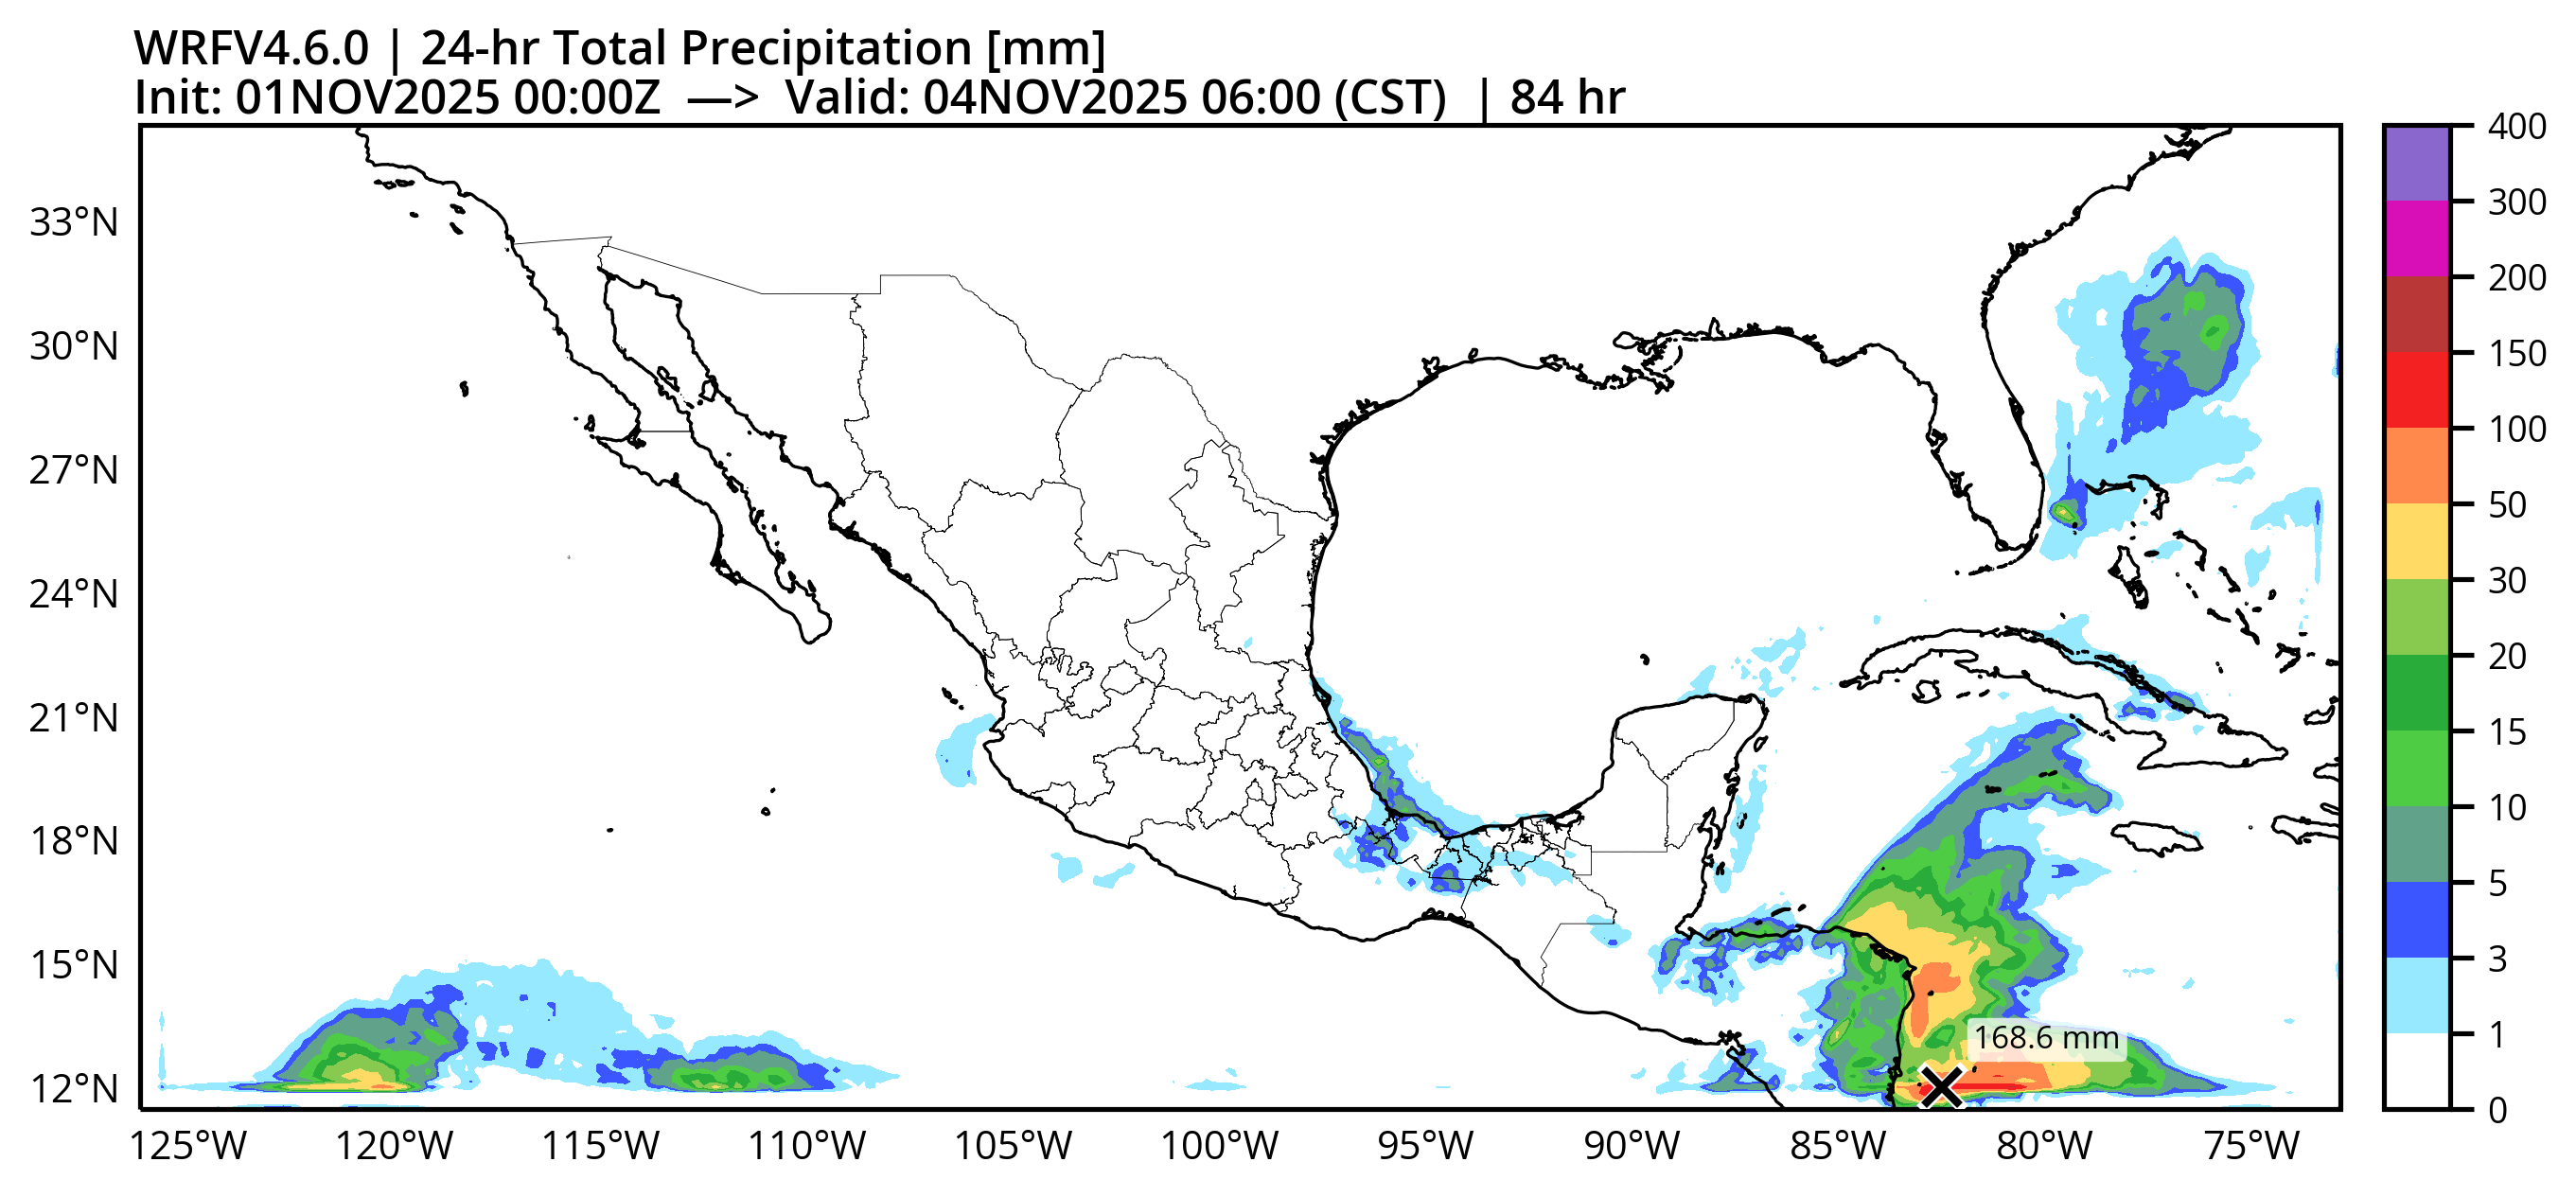 WRFV4.6.0 | 24-hr Total Precipitation [mm]
Init: 01NOV2025 00:00Z —> Valid: 04NOV2025 06:00 (CST) | 84 hr
33°N
30°N
27°N
24°N
21°N
18°N
15°N
12°N
168.6 mm
125°W 120°W 115°W 110°W 105°W 100°W 95°W 90°W 85°W 80°W 75°W
400
300
200
150
100
50
30
20
15
10
5
3
1
0